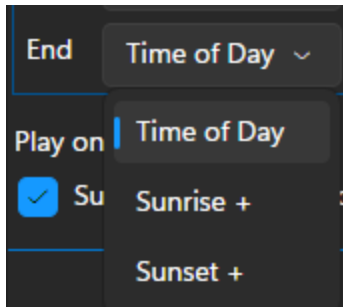 End
Time of Day
Time of Day
Play on
Su
Sunrise +
Sunset +